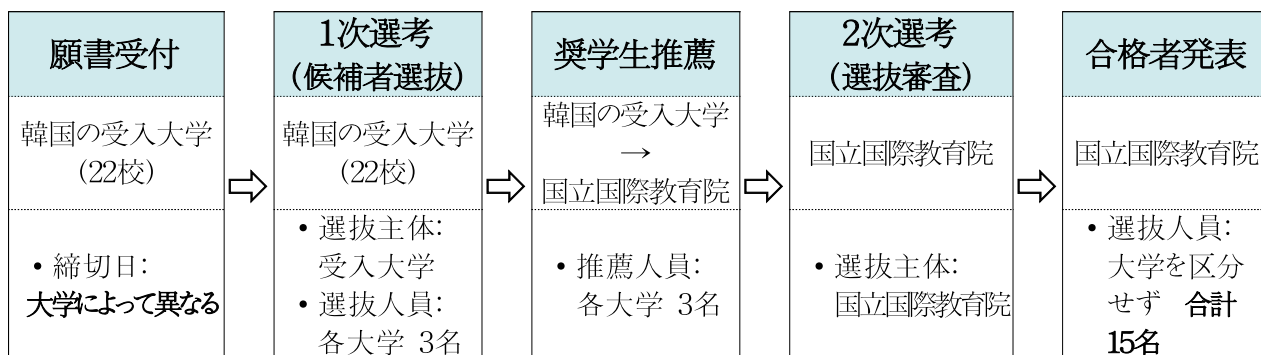 願書受付
韓国の受入大学
(22校)
• 締切日:
大学によって異なる
⇨
1次選考
(候補者選抜)
韓国の受入大学
(22校)
• 選抜主体:
受入大学
• 選抜人員:
各大学 3名
⇨
奨学生推薦
韓国の受入大学
→
国立国際教育院
• 推薦人員:
各大学 3名
⇨
2次選考
(選抜審査)
国立国際教育院
• 選抜主体:
国立国際教育院
⇨
合格者発表
国立国際教育院
• 選抜人員:
大学を区分
せず 合計
15名